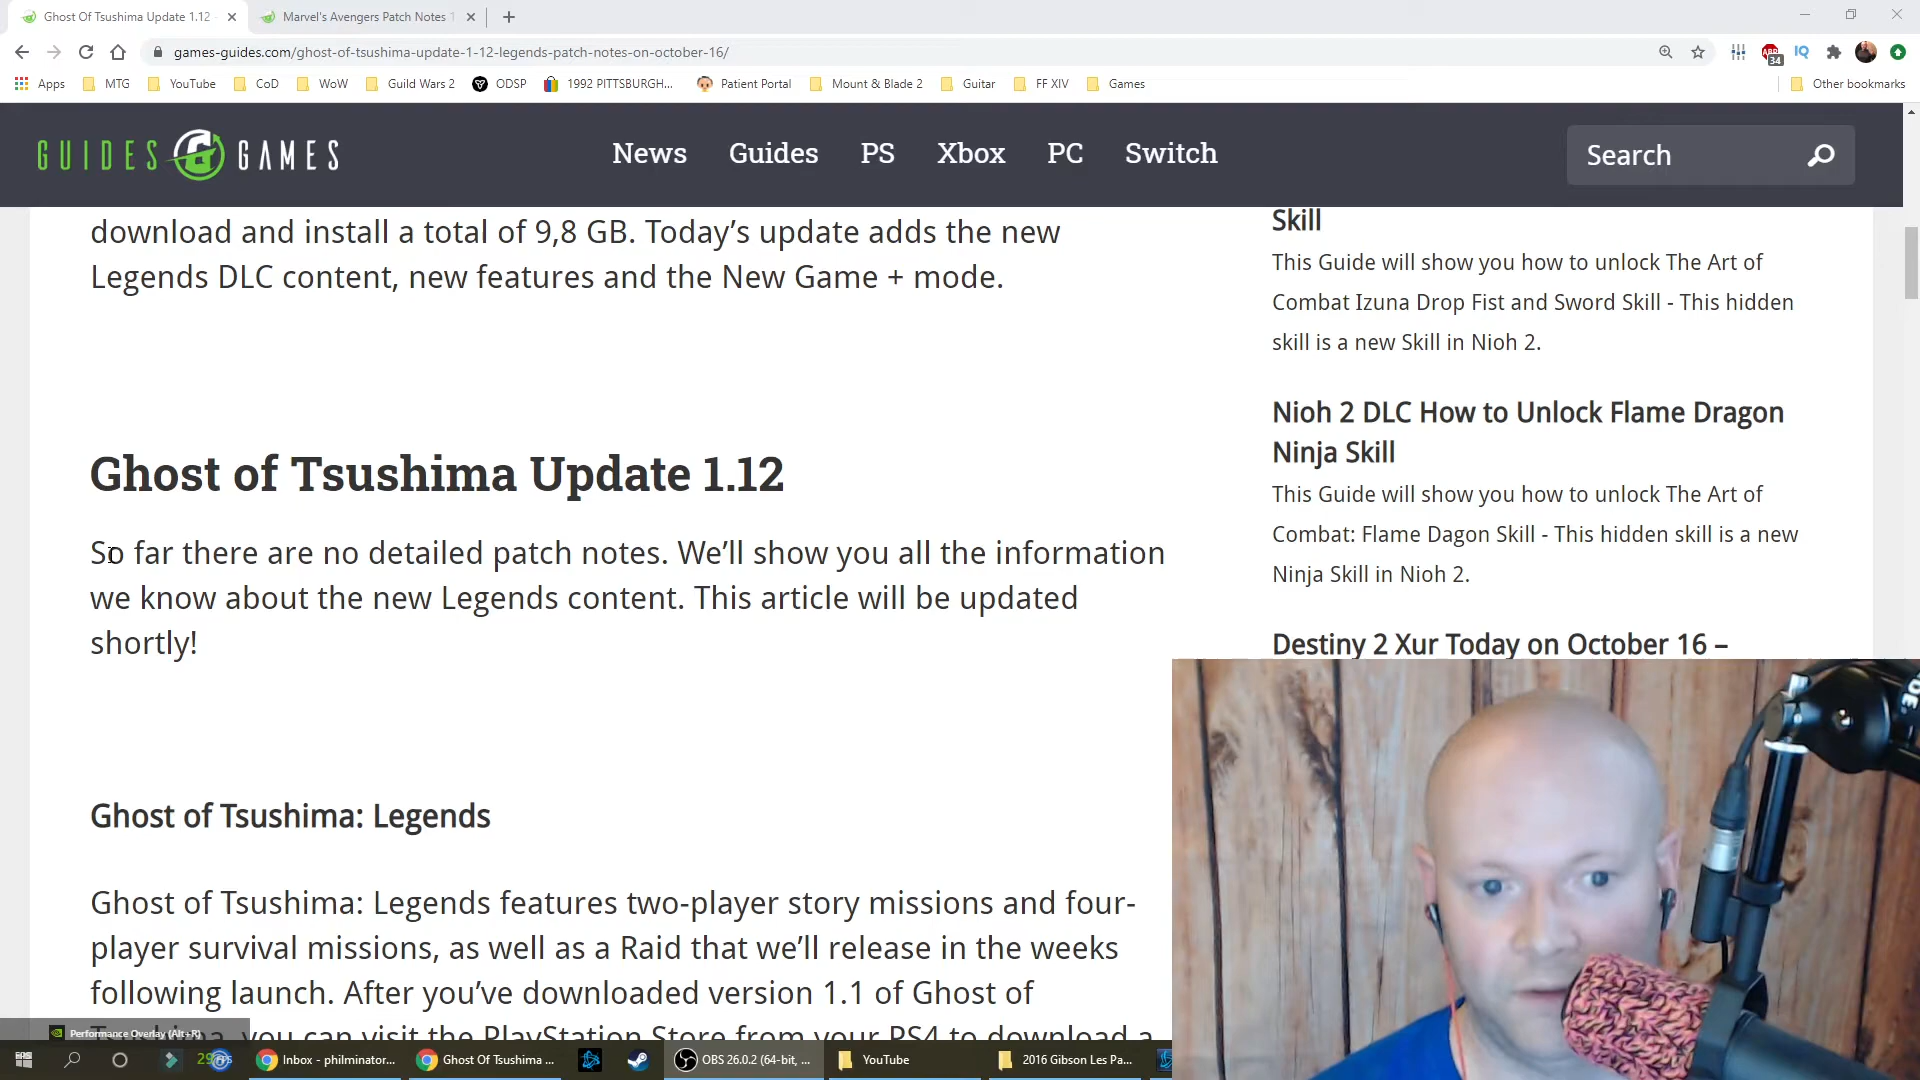 Ghost Of Tsushima Update 1.12
Marvel's Avengers Patch Notes
games-guides.com/ghost-of-tsushima-update-1-12-legends-patch-notes-on-october-16/
34
IQ
Apps MTG YouTube CoD WoW Guild Wars 2 ODSP 1992 PITTSBURGH... Patient Portal Mount & Blade 2 Guitar FF XIV Games Other bookmarks
GUIDES GAMES
News Guides PS Xbox PC Switch
Search
download and install a total of 9,8 GB. Today’s update adds the new
Legends DLC content, new features and the New Game + mode.
Ghost of Tsushima Update 1.12
So far there are no detailed patch notes. We’ll show you all the information
we know about the new Legends content. This article will be updated
shortly!
Ghost of Tsushima: Legends
Ghost of Tsushima: Legends features two-player story missions and four-
player survival missions, as well as a Raid that we’ll release in the weeks
following launch. After you’ve downloaded version 1.1 of Ghost of
Tsushima, you can visit the PlayStation Store from your PS4 to download a
Skill
This Guide will show you how to unlock The Art of
Combat Izuna Drop Fist and Sword Skill - This hidden
skill is a new Skill in Nioh 2.
Nioh 2 DLC How to Unlock Flame Dragon
Ninja Skill
This Guide will show you how to unlock The Art of
Combat: Flame Dagon Skill - This hidden skill is a new
Ninja Skill in Nioh 2.
Destiny 2 Xur Today on October 16 –
Performance Overlay (Alt+R)
Inbox - philminator...
Ghost Of Tsushima ...
OBS 26.0.2 (64-bit, ...
YouTube
2016 Gibson Les Pa...